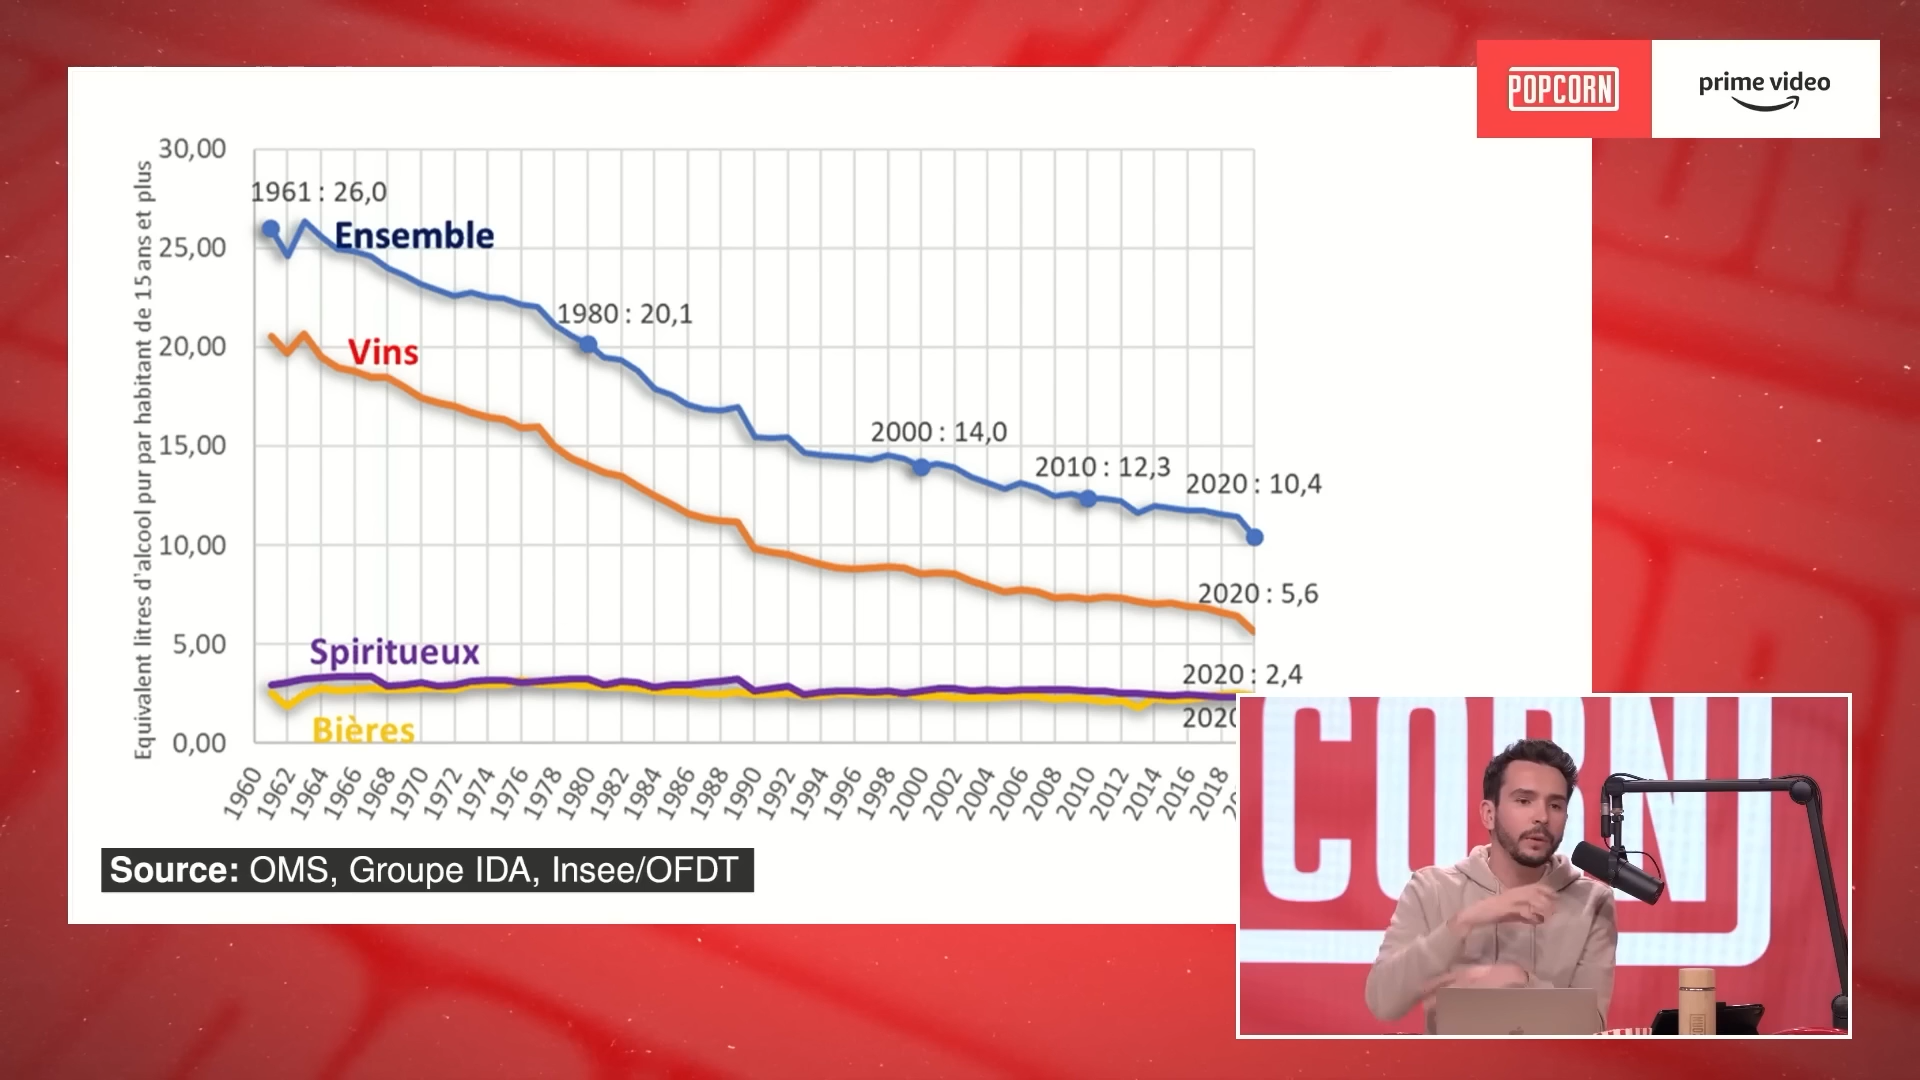 POPCORN
prime video
Equivalent litres d'alcool pur par habitant de 15 ans et plus
30,00
25,00
20,00
15,00
10,00
5,00
0,00
1961 : 26,0
Ensemble
1980 : 20,1
Vins
2000 : 14,0
2010 : 12,3
2020 : 10,4
2020 : 5,6
Spiritueux
2020 : 2,4
Bières
2020
1960
1962
1964
1966
1968
1970
1972
1974
1976
1978
1980
1982
1984
1986
1988
1990
1992
1994
1996
1998
2000
2002
2004
2006
2008
2010
2012
2014
2016
2018
Source: OMS, Groupe IDA, Insee/OFDT
CORN